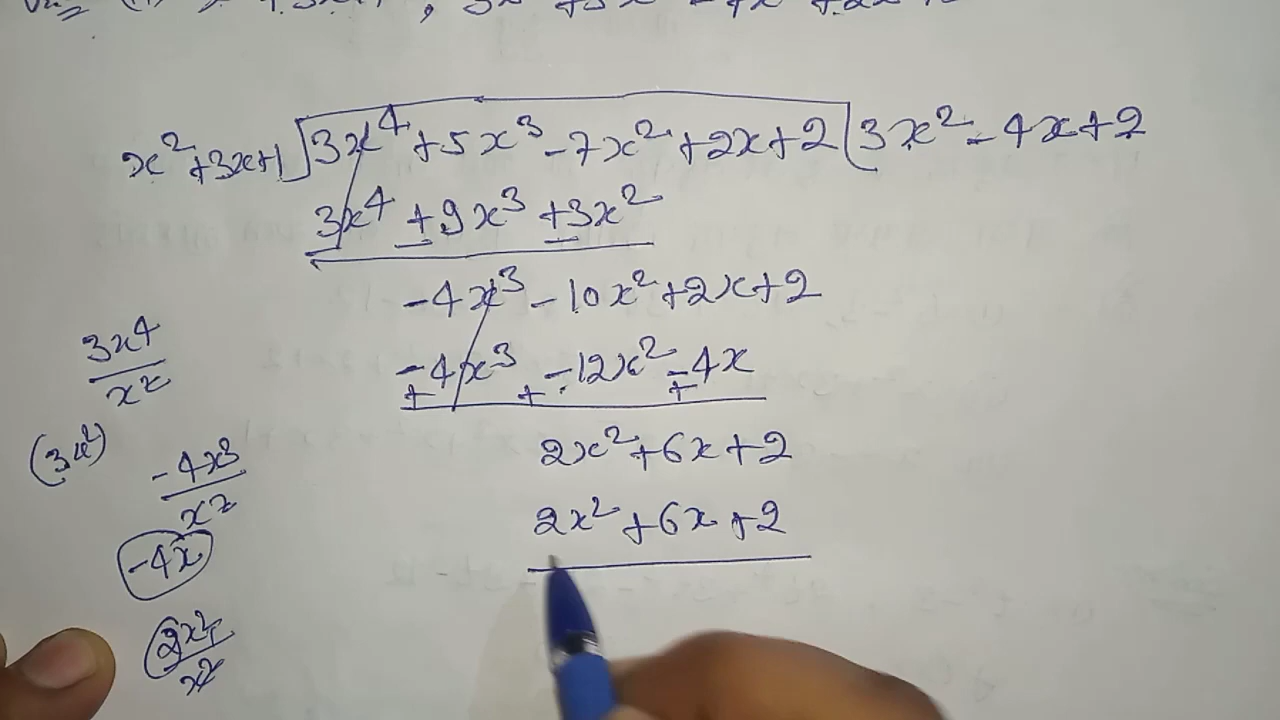 x²+3x+1 ) 3x⁴ +5x³ -7x² +2x+2 ( 3x² - 4x+2
3x⁴ +9x³ +3x²
- -
-4x³ - 10x² +2x+2
-4x³ -12x² -4x
+ + +
2x² +6x+2
2x² +6x +2
3x⁴
x²
(3x²)
-4x³
x²
-4x
2x²
x²